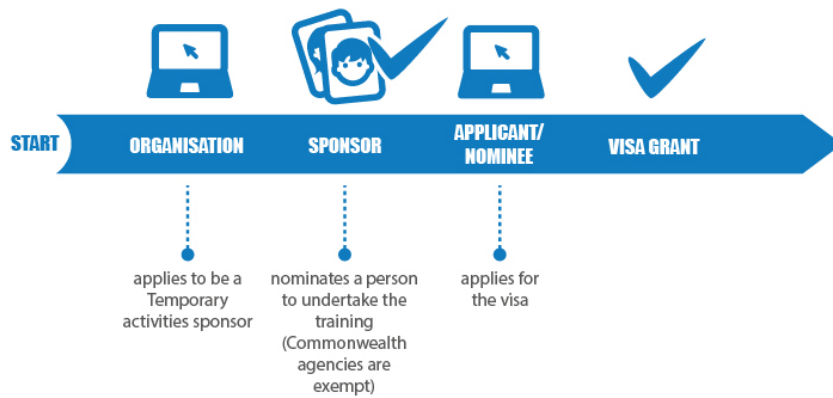 START
ORGANISATION
SPONSOR
APPLICANT/
NOMINEE
VISA GRANT
applies to be a
Temporary
activities sponsor
nominates a person
to undertake the
training
(Commonwealth
agencies are
exempt)
applies for
the visa